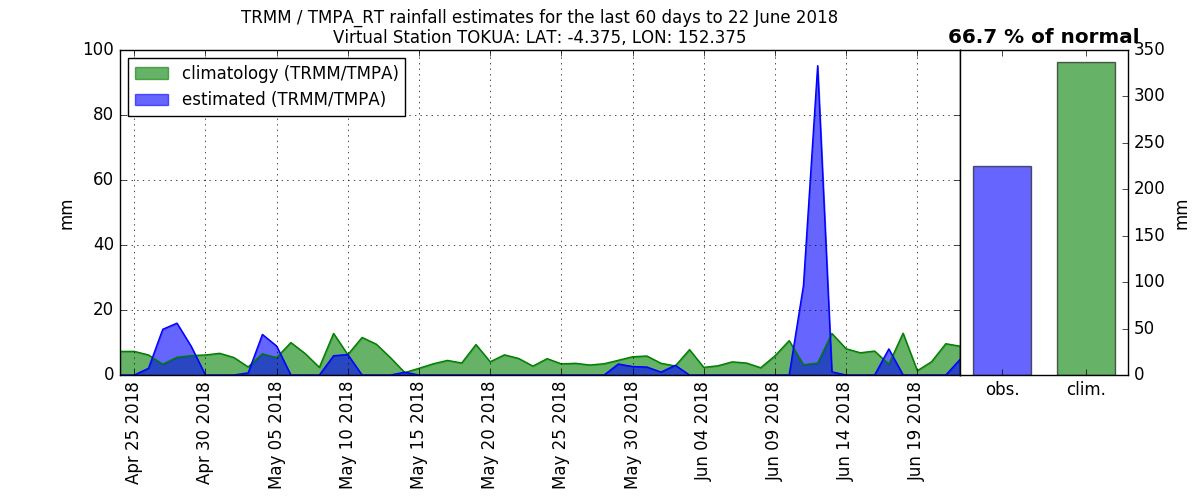 TRMM / TMPA_RT rainfall estimates for the last 60 days to 22 June 2018
Virtual Station TOKUA: LAT: -4.375, LON: 152.375
66.7 % of normal
climatology (TRMM/TMPA)
estimated (TRMM/TMPA)
mm
100
80
60
40
20
0
Apr 25 2018
Apr 30 2018
May 05 2018
May 10 2018
May 15 2018
May 20 2018
May 25 2018
May 30 2018
Jun 04 2018
Jun 09 2018
Jun 14 2018
Jun 19 2018
350
300
250
200
150
100
50
0
mm
obs.
clim.